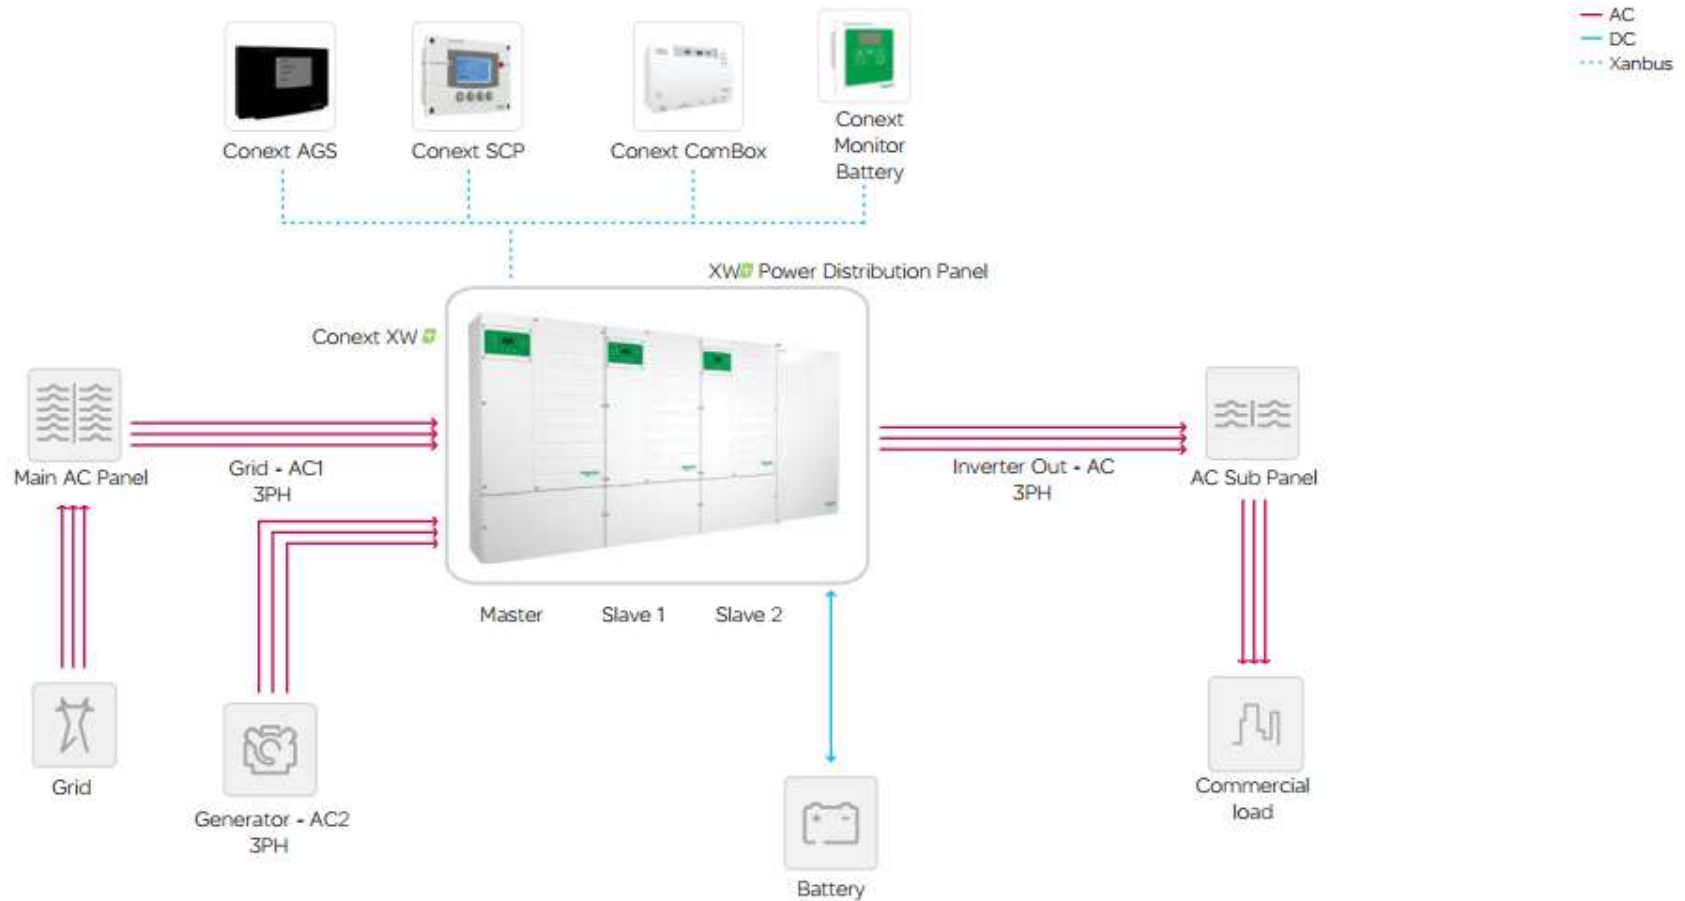 AC
DC
Xanbus
Conext AGS
Conext SCP
Conext ComBox
Conext
Monitor
Battery
XW+ Power Distribution Panel
Conext XW+
Main AC Panel
Grid - AC1
3PH
Inverter Out - AC
3PH
AC Sub Panel
Master
Slave 1
Slave 2
Grid
Generator - AC2
3PH
Commercial
load
Battery